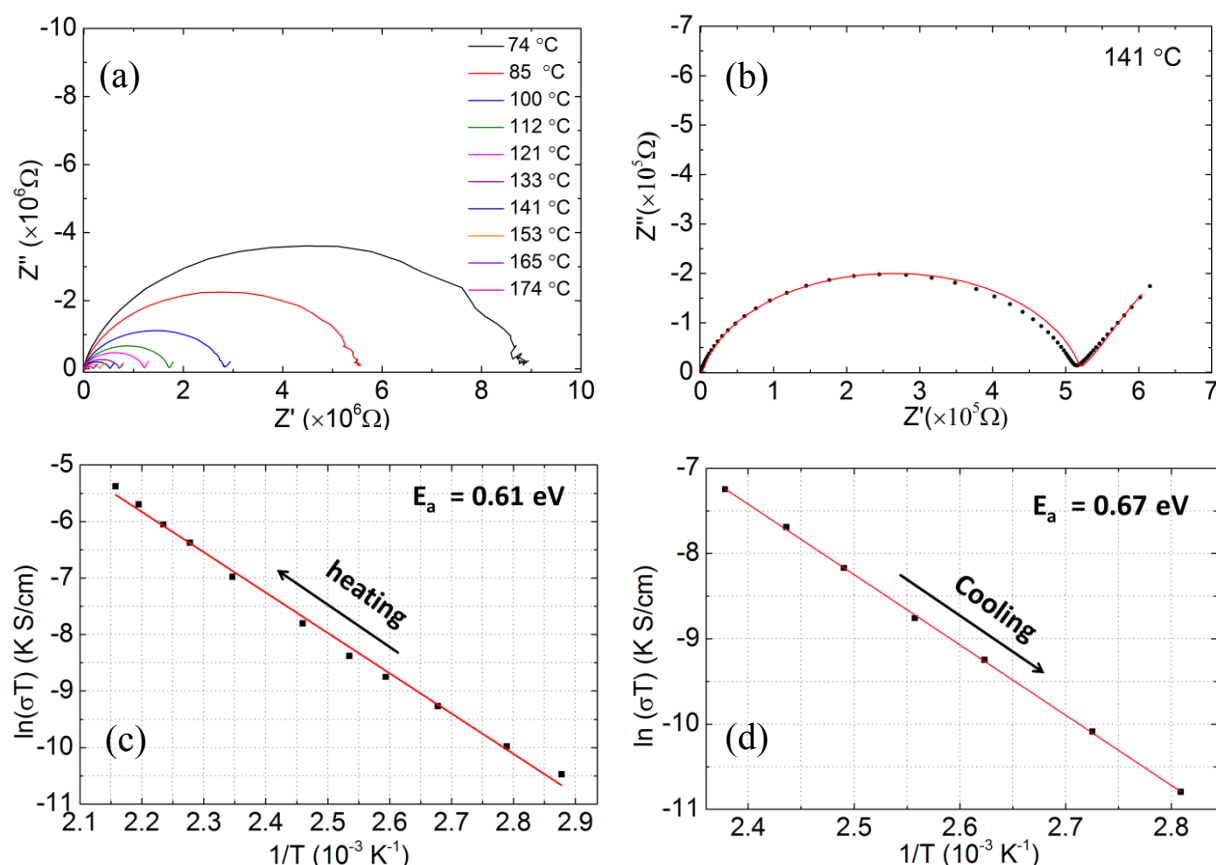 (a)
-10
-8
-6
-4
-2
0
Z'' (×10⁶Ω)
0 2 4 6 8 10
Z' (×10⁶Ω)
74 °C
85 °C
100 °C
112 °C
121 °C
133 °C
141 °C
153 °C
165 °C
174 °C
(b)
141 °C
-7
-6
-5
-4
-3
-2
-1
0
Z'' (×10⁵Ω)
0 1 2 3 4 5 6 7
Z' (×10⁵Ω)
-5
-6
-7
-8
-9
-10
-11
ln(σT) (K S/cm)
Eₐ = 0.61 eV
heating
(c)
2.1 2.2 2.3 2.4 2.5 2.6 2.7 2.8 2.9
1/T (10⁻³ K⁻¹)
-7
-8
-9
-10
-11
ln (σT) (K S/cm)
Eₐ = 0.67 eV
Cooling
(d)
2.4 2.5 2.6 2.7 2.8
1/T (10⁻³ K⁻¹)